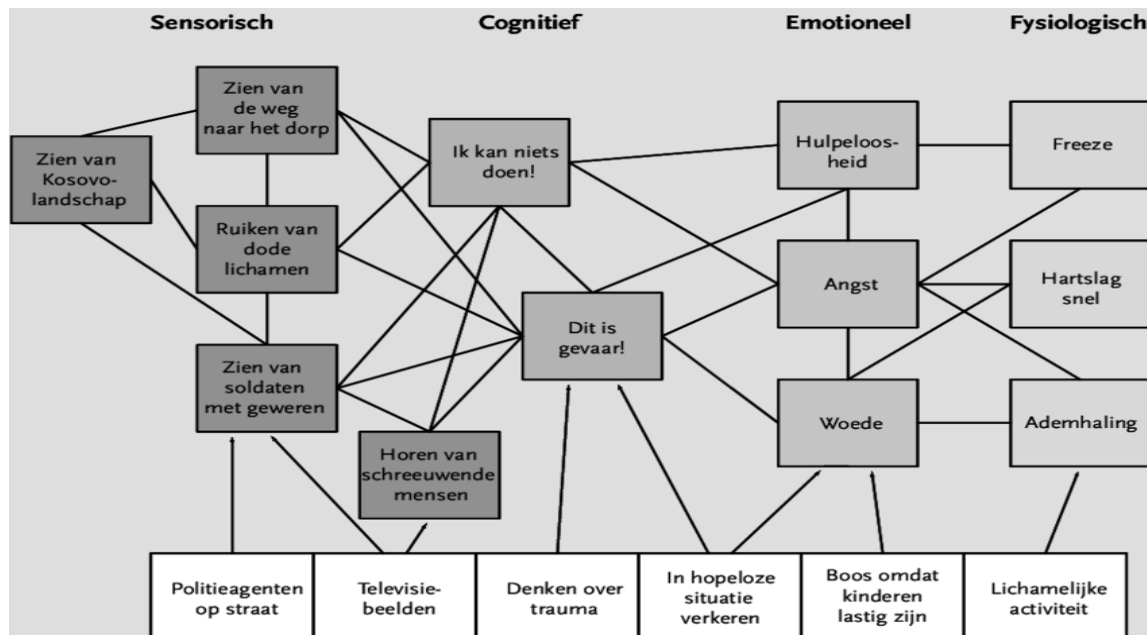 Sensorisch
Cognitief
Emotioneel
Fysiologisch
Zien van
de weg
naar het dorp
Zien van
Kosovo-
landschap
Ruiken van
dode
lichamen
Zien van
soldaten
met geweren
Horen van
schreeuwende
mensen
Ik kan niets
doen!
Dit is
gevaar!
Hulpeloos-
heid
Angst
Woede
Freeze
Hartslag
snel
Ademhaling
Politieagenten
op straat
Televisie-
beelden
Denken over
trauma
In hopeloze
situatie
verkeren
Boos omdat
kinderen
lastig zijn
Lichamelijke
activiteit